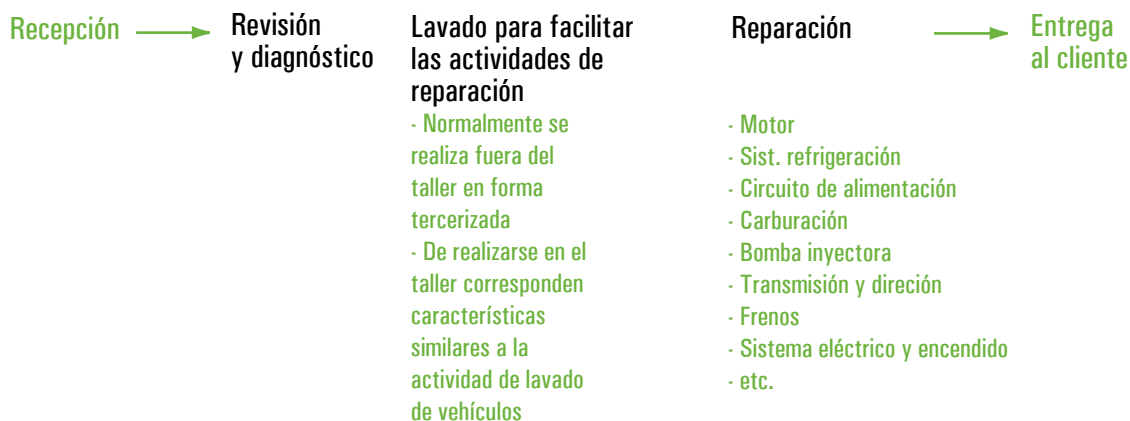 Recepción
Revisión
y diagnóstico
Lavado para facilitar
las actividades de
reparación
- Normalmente se
realiza fuera del
taller en forma
tercerizada
- De realizarse en el
taller corresponden
características
similares a la
actividad de lavado
de vehículos
Reparación
- Motor
- Sist. refrigeración
- Circuito de alimentación
- Carburación
- Bomba inyectora
- Transmisión y direción
- Frenos
- Sistema eléctrico y encendido
- etc.
Entrega
al cliente